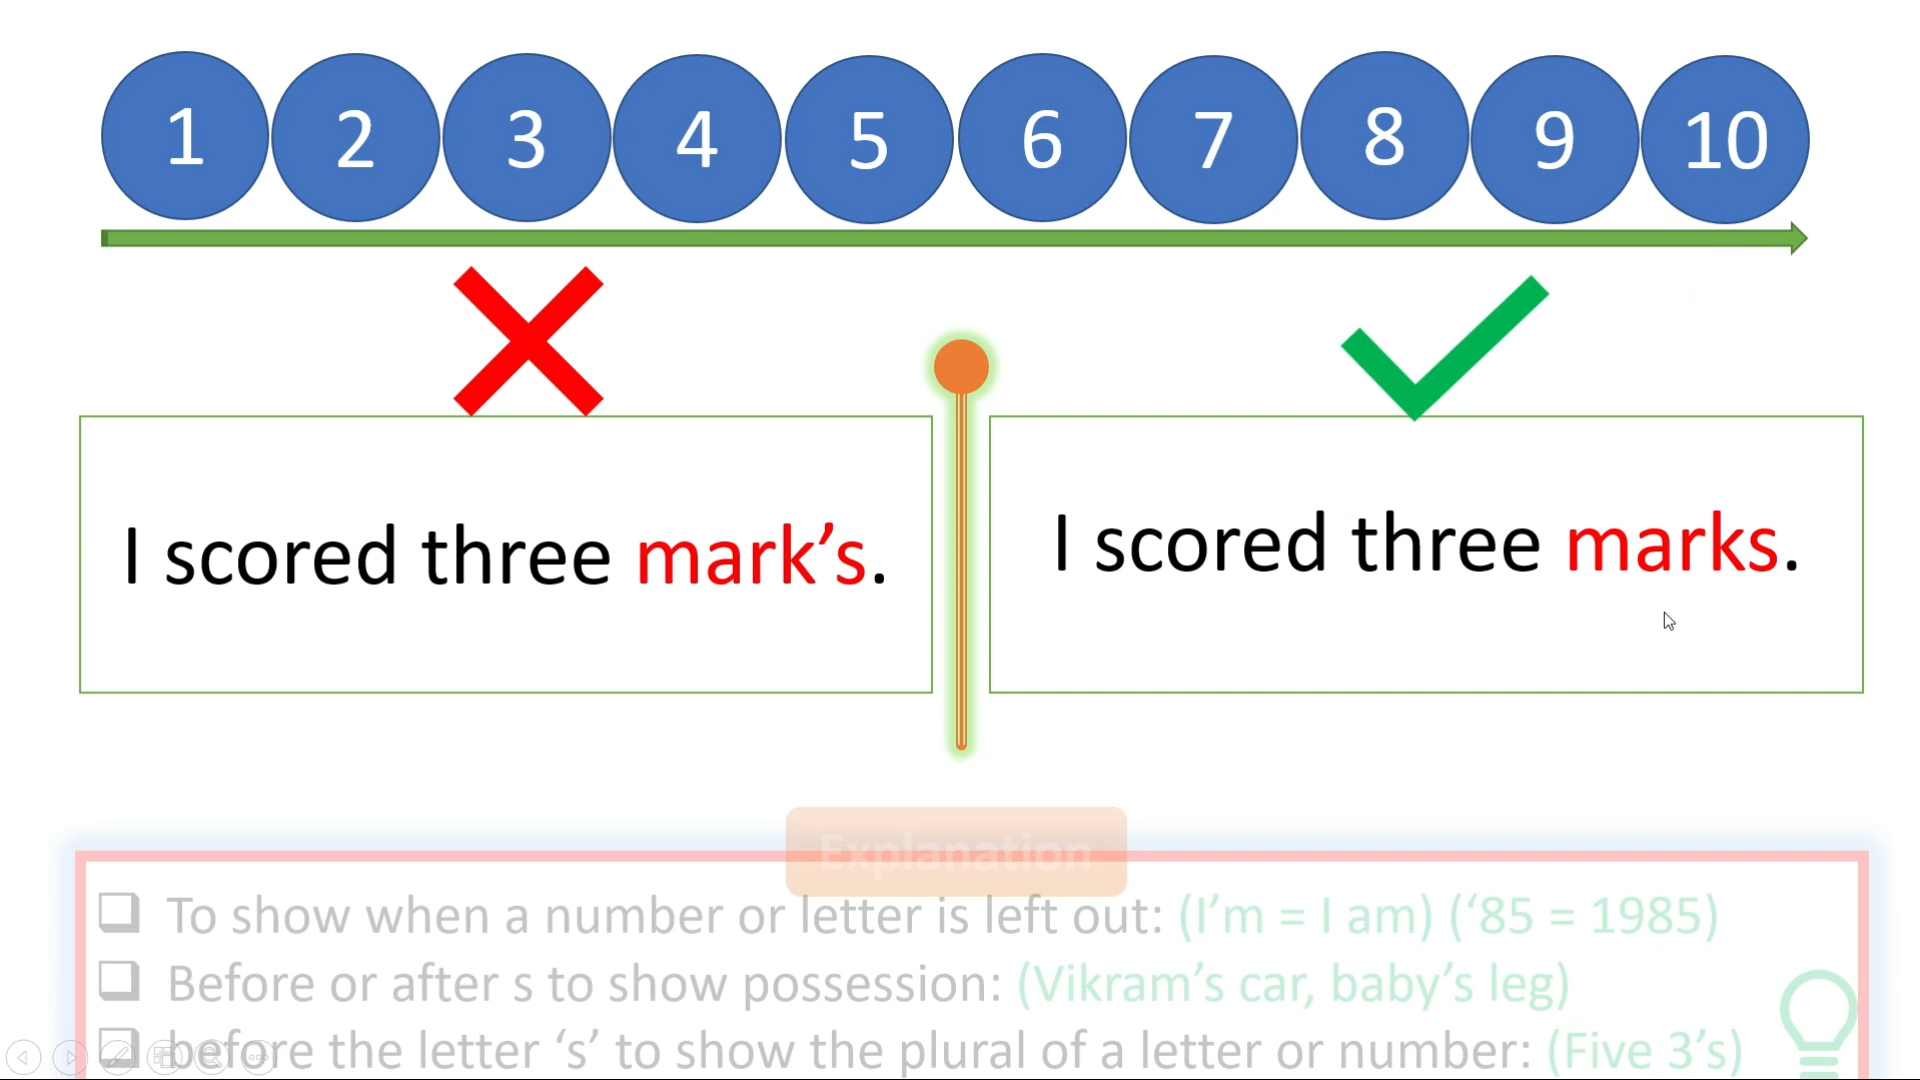 1 2 3 4 5 6 7 8 9 10
I scored three mark’s.
I scored three marks.
Explanation
To show when a number or letter is left out: (I’m = I am) (‘85 = 1985)
Before or after s to show possession: (Vikram’s car, baby’s leg)
before the letter ‘s’ to show the plural of a letter or number: (Five 3’s)